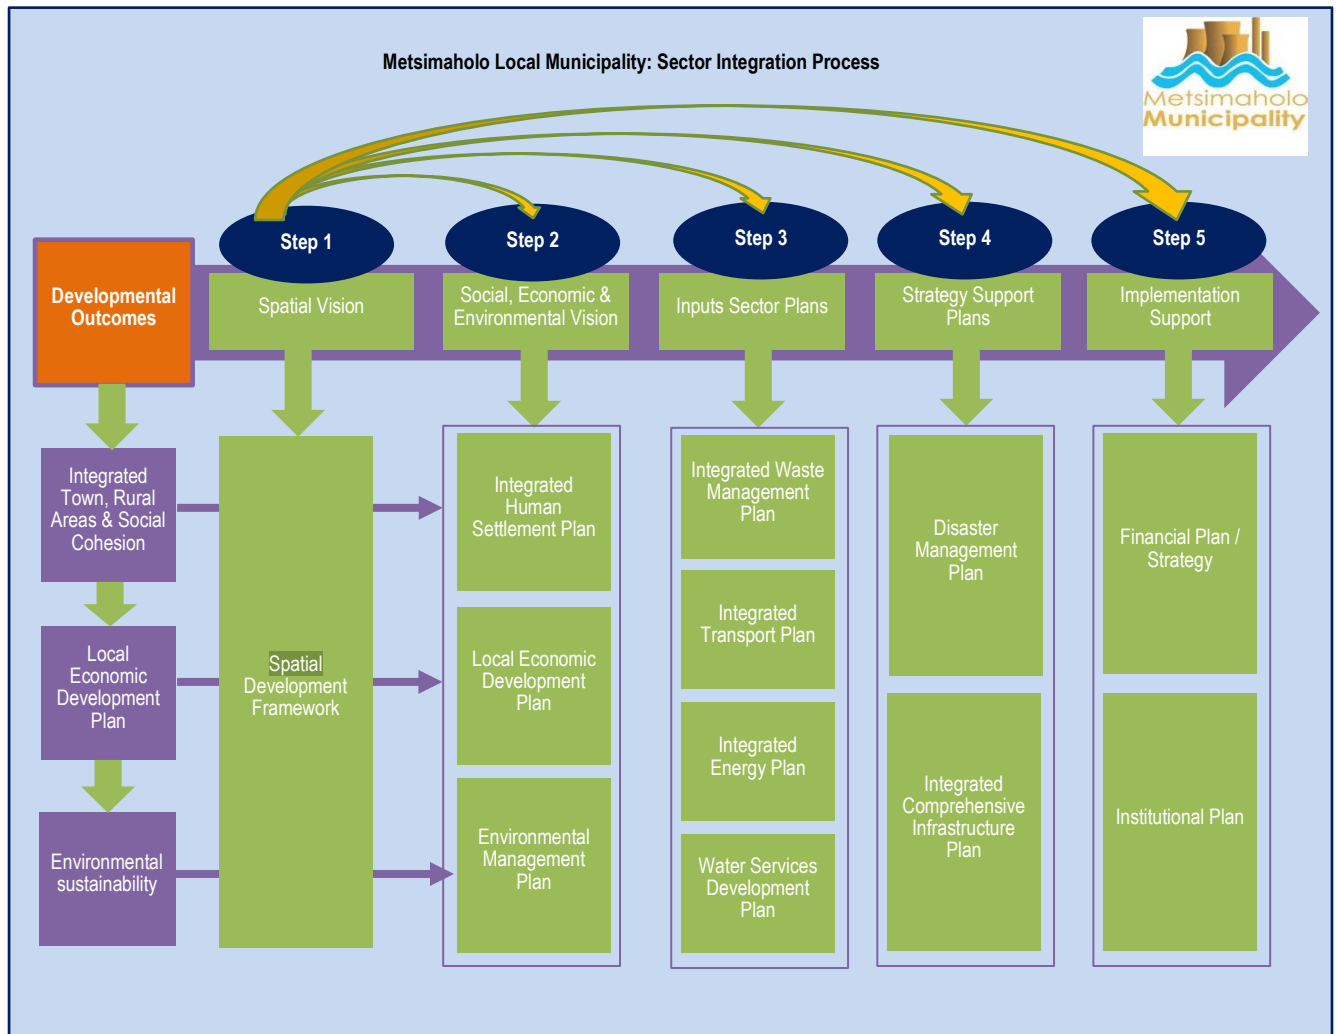 Metsimaholo Local Municipality: Sector Integration Process
Metsimaholo
Municipality
Step 1
Step 2
Step 3
Step 4
Step 5
Developmental
Outcomes
Spatial Vision
Social, Economic &
Environmental Vision
Inputs Sector Plans
Strategy Support
Plans
Implementation
Support
Integrated
Town, Rural
Areas & Social
Cohesion
Local
Economic
Development
Plan
Environmental
sustainability
Spatial
Development
Framework
Integrated
Human
Settlement Plan
Local Economic
Development
Plan
Environmental
Management
Plan
Integrated Waste
Management
Plan
Integrated
Transport Plan
Integrated
Energy Plan
Water Services
Development
Plan
Disaster
Management
Plan
Integrated
Comprehensive
Infrastructure
Plan
Financial Plan /
Strategy
Institutional Plan